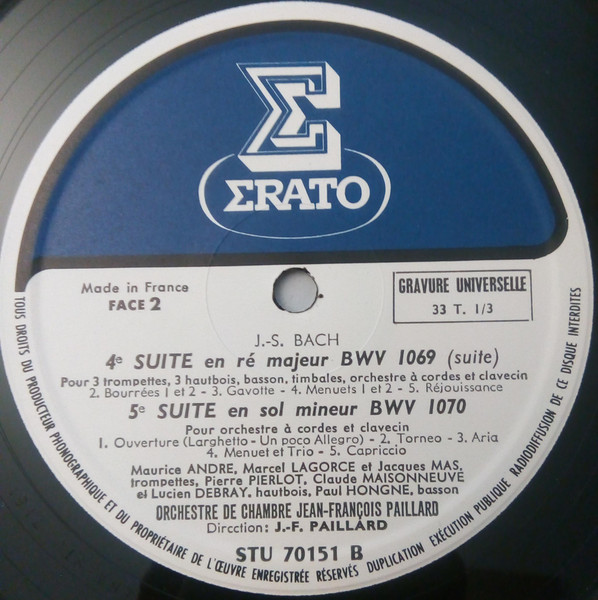 Σ
ΣRATO
Made in France
FACE 2
GRAVURE UNIVERSELLE
33 T. 1/3
J.-S. BACH
4e SUITE en ré majeur BWV 1069 (suite)
Pour 3 trompettes, 3 hautbois, basson, timbales, orchestre à cordes et clavecin
2. Bourrées 1 et 2 - 3. Gavotte - 4. Menuets 1 et 2 - 5. Réjouissance
5e SUITE en sol mineur BWV 1070
Pour orchestre à cordes et clavecin
1. Ouverture (Larghetto - Un poco Allegro) - 2. Torneo - 3. Aria
4. Menuet et Trio - 5. Capriccio
Maurice ANDRE, Marcel LAGORCE et Jacques MAS,
trompettes, Pierre PIERLOT, Claude MAISONNEUVE
et Lucien DEBRAY, hautbois, Paul HONGNE, basson
ORCHESTRE DE CHAMBRE JEAN-FRANÇOIS PAILLARD
Direction: J.-F. PAILLARD
STU 70151 B
TOUS DROITS DU PRODUCTEUR PHONOGRAPHIQUE ET DU PROPRIÉTAIRE DE L'ŒUVRE ENREGISTRÉE RÉSERVÉS DUPLICATION EXÉCUTION PUBLIQUE RADIODIFFUSION DE CE DISQUE INTERDITES